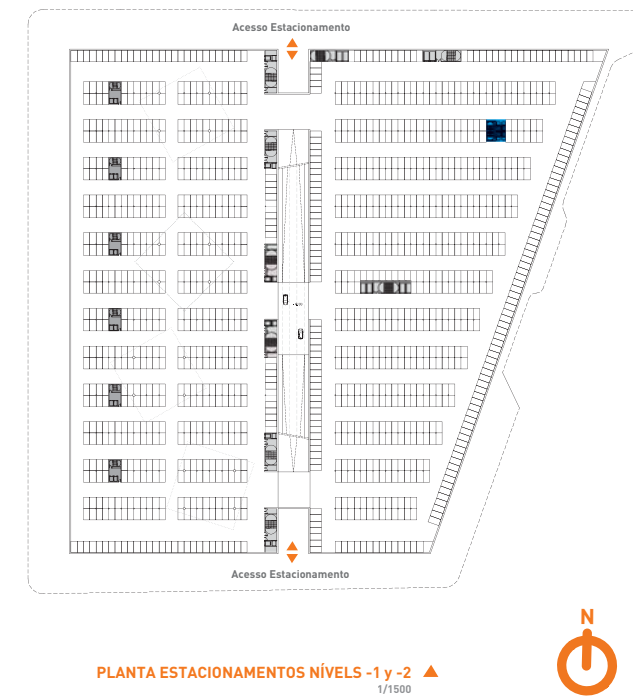 Acesso Estacionamento
Acesso Estacionamento
N
PLANTA ESTACIONAMENTOS NÍVELS -1 y -2
1/1500